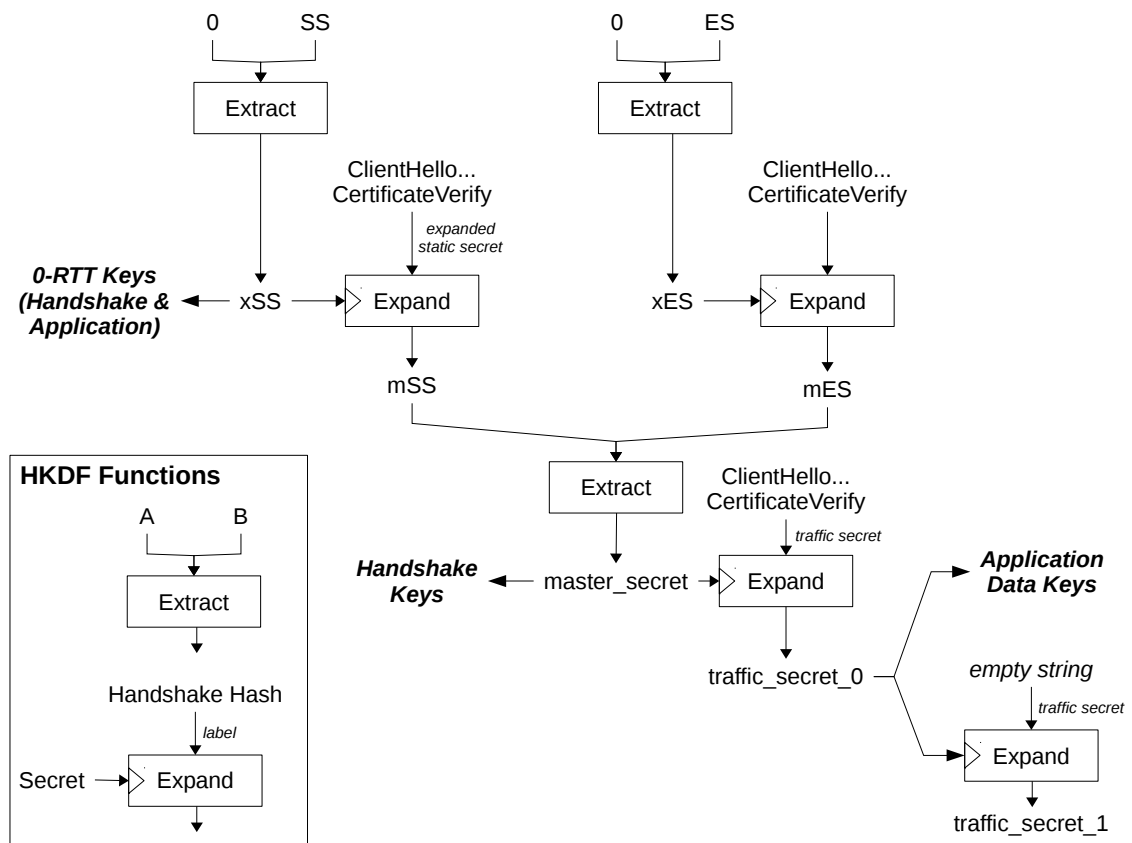 0
SS
0
ES
Extract
Extract
ClientHello...
CertificateVerify
ClientHello...
CertificateVerify
expanded
static secret
0-RTT Keys
(Handshake &
Application)
xSS
Expand
xES
Expand
mSS
mES
HKDF Functions
A
B
Extract
Handshake Hash
label
Secret
Expand
Extract
ClientHello...
CertificateVerify
traffic secret
Handshake
Keys
master_secret
Expand
Application
Data Keys
traffic_secret_0
empty string
traffic secret
Expand
traffic_secret_1